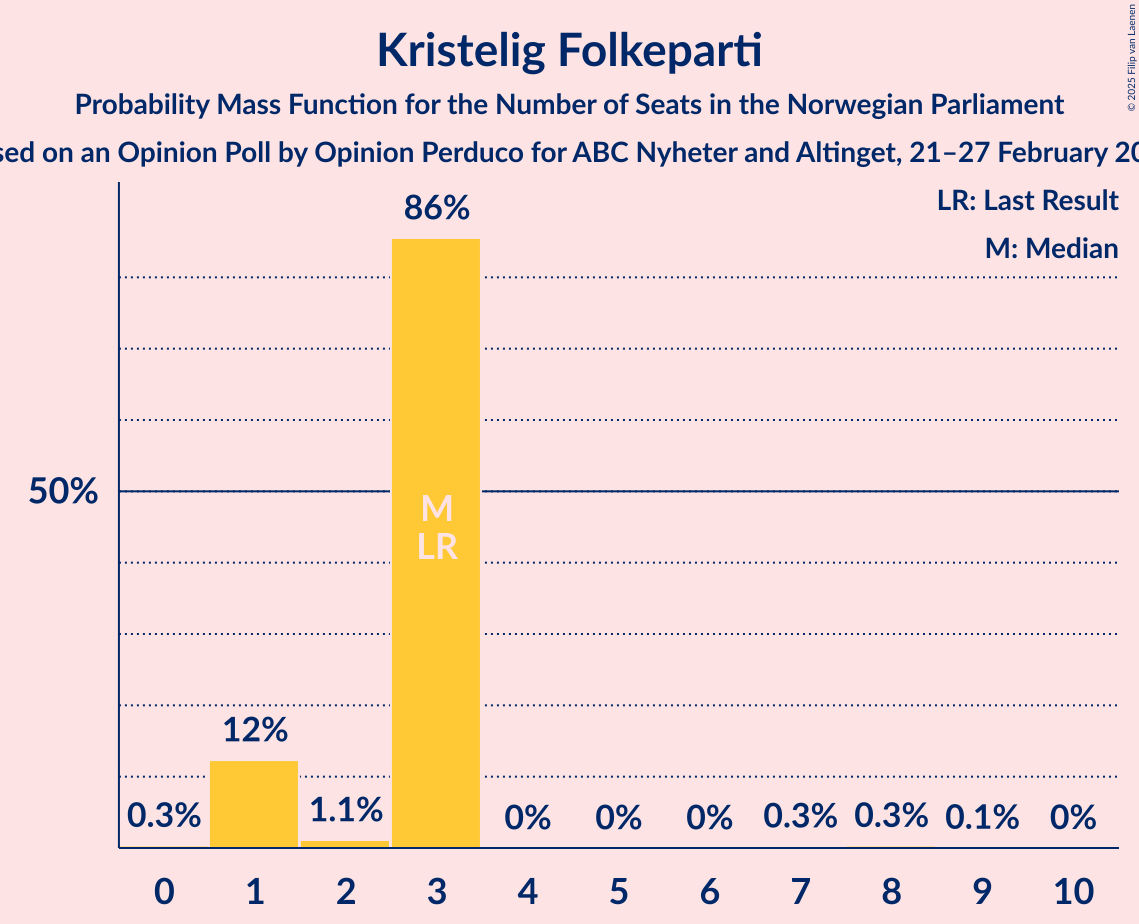 Kristelig Folkeparti
Probability Mass Function for the Number of Seats in the Norwegian Parliament
on an Opinion Poll by Opinion Perduco for ABC Nyheter and Altinget, 21–27 February
© 2025 Filip van Laenen
LR: Last Result
M: Median
86%
50%
M
LR
12%
0.3%
1.1%
0%
0%
0%
0.3%
0.3%
0.1%
0%
0 1 2 3 4 5 6 7 8 9 10